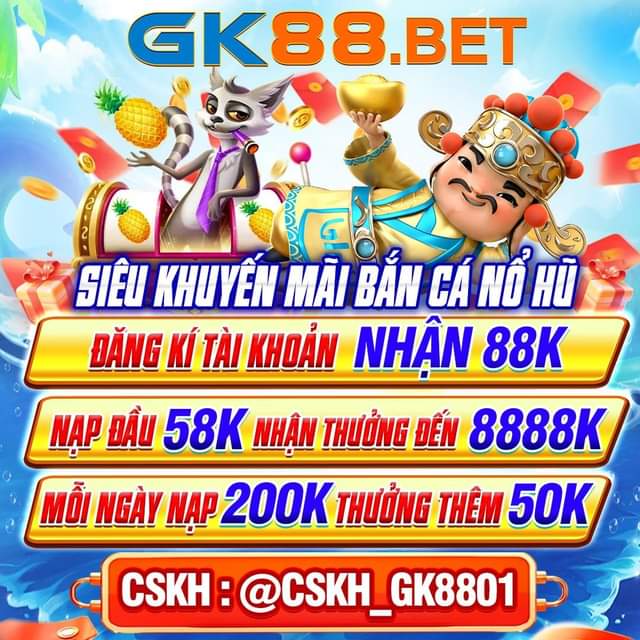 GK88.BET
SIÊU KHUYẾN MÃI BẮN CÁ NỔ HŨ
ĐĂNG KÍ TÀI KHOẢN NHẬN 88K
NẠP ĐẦU 58K NHẬN THƯỞNG ĐẾN 8888K
MỖI NGÀY NẠP 200K THƯỞNG THÊM 50K
CSKH : @CSKH_GK8801